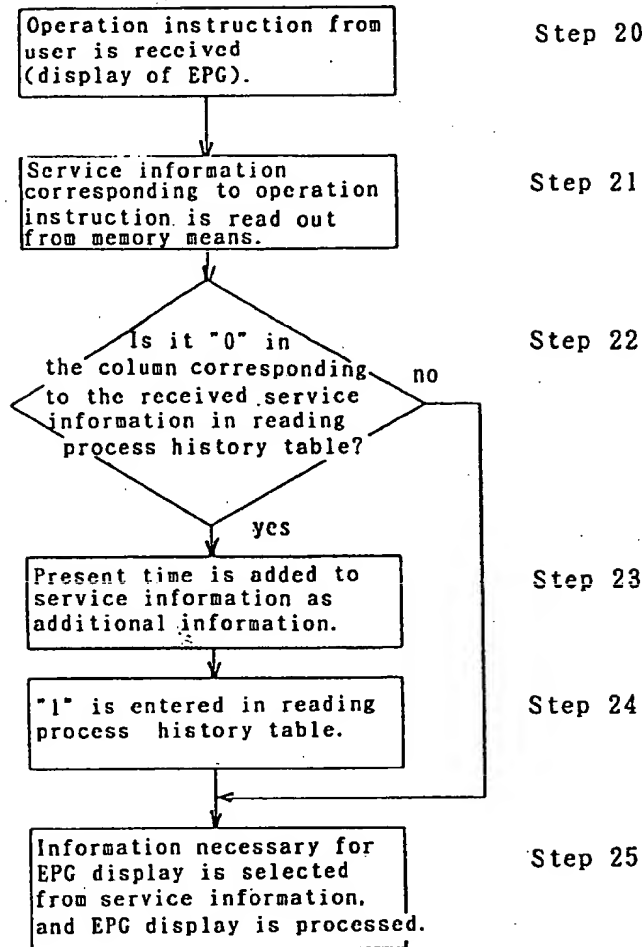 Operation instruction from
user is received
(display of EPG).
Step 20
Service information
corresponding to operation
instruction is read out
from memory means.
Step 21
Is it "0" in
the column corresponding
to the received service
information in reading
process history table?
Step 22
no
yes
Present time is added to
service information as
additional information.
Step 23
"1" is entered in reading
process history table.
Step 24
Information necessary for
EPG display is selected
from service information,
and EPG display is processed.
Step 25